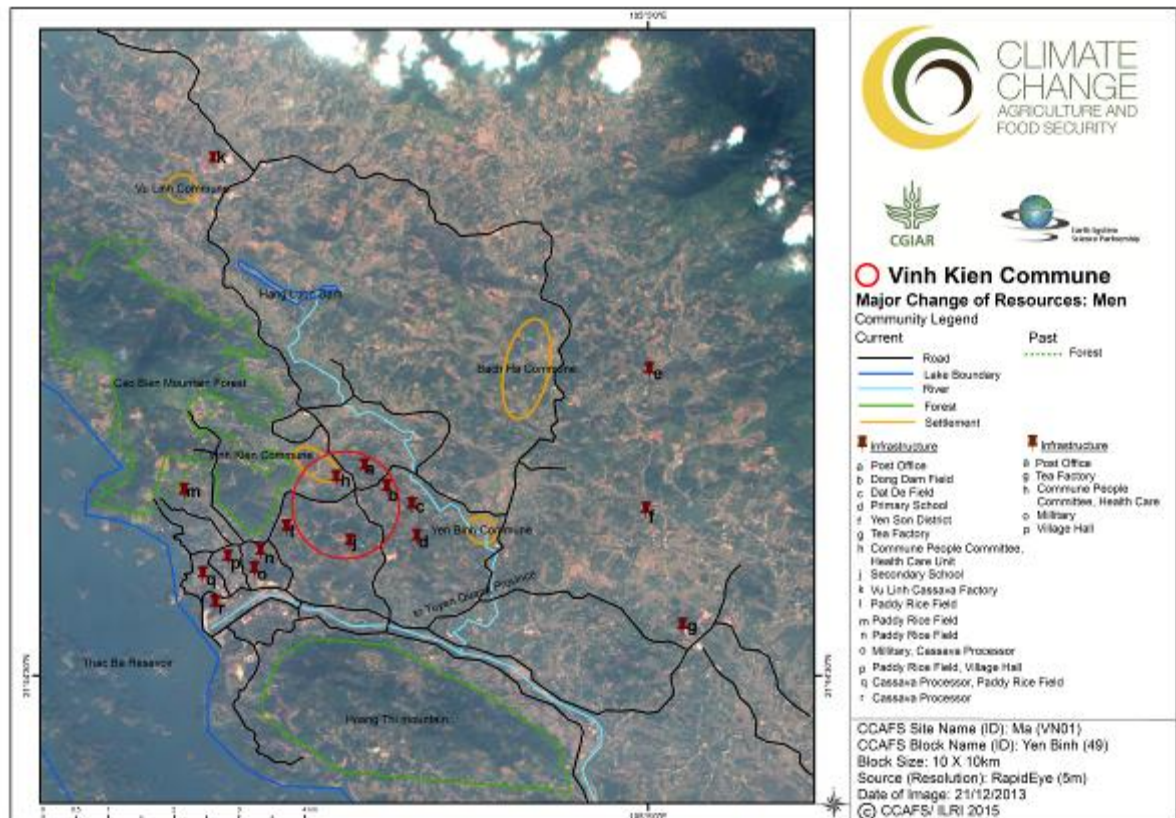 CLIMATE
CHANGE
AGRICULTURE AND
FOOD SECURITY
CGIAR
Earth System
Science Partnership
Vinh Kien Commune
Major Change of Resources: Men
Community Legend
Current
Past
Road
Lake Boundary
River
Forest
Settlement
Forest
Infrastructure
a Post Office
b Dong Dam Field
c Dat De Field
d Primary School
f Yen Son District
g Tea Factory
h Commune People Committee,
Health Care Unit
j Secondary School
k Vu Linh Cassava Factory
l Paddy Rice Field
m Paddy Rice Field
n Paddy Rice Field
o Military, Cassava Processor
p Paddy Rice Field, Village Hall
q Cassava Processor, Paddy Rice Field
r Cassava Processor
Infrastructure
a Post Office
g Tea Factory
h Commune People
Committee, Health Care
o Military
p Village Hall
CCAFS Site Name (ID): Ma (VN01)
CCAFS Block Name (ID): Yen Binh (49)
Block Size: 10 X 10km
Source (Resolution): RapidEye (5m)
Date of Image: 21/12/2013
© CCAFS/ ILRI 2015
k
Vu Linh Commune
Bach Ha Commune
e
Cao Bien Mountain Forest
Vinh Kien Commune
a
h
b
m
c
f
Yen Binh Commune
d
j
n
p
o
q
r
to Tuyen Quang Province
g
Thac Ba Resavoir
Hoang Thi mountain